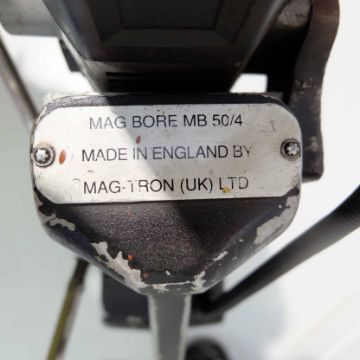 MAG BORE MB 50/4
MADE IN ENGLAND BY
MAG-TRON (UK) LTD